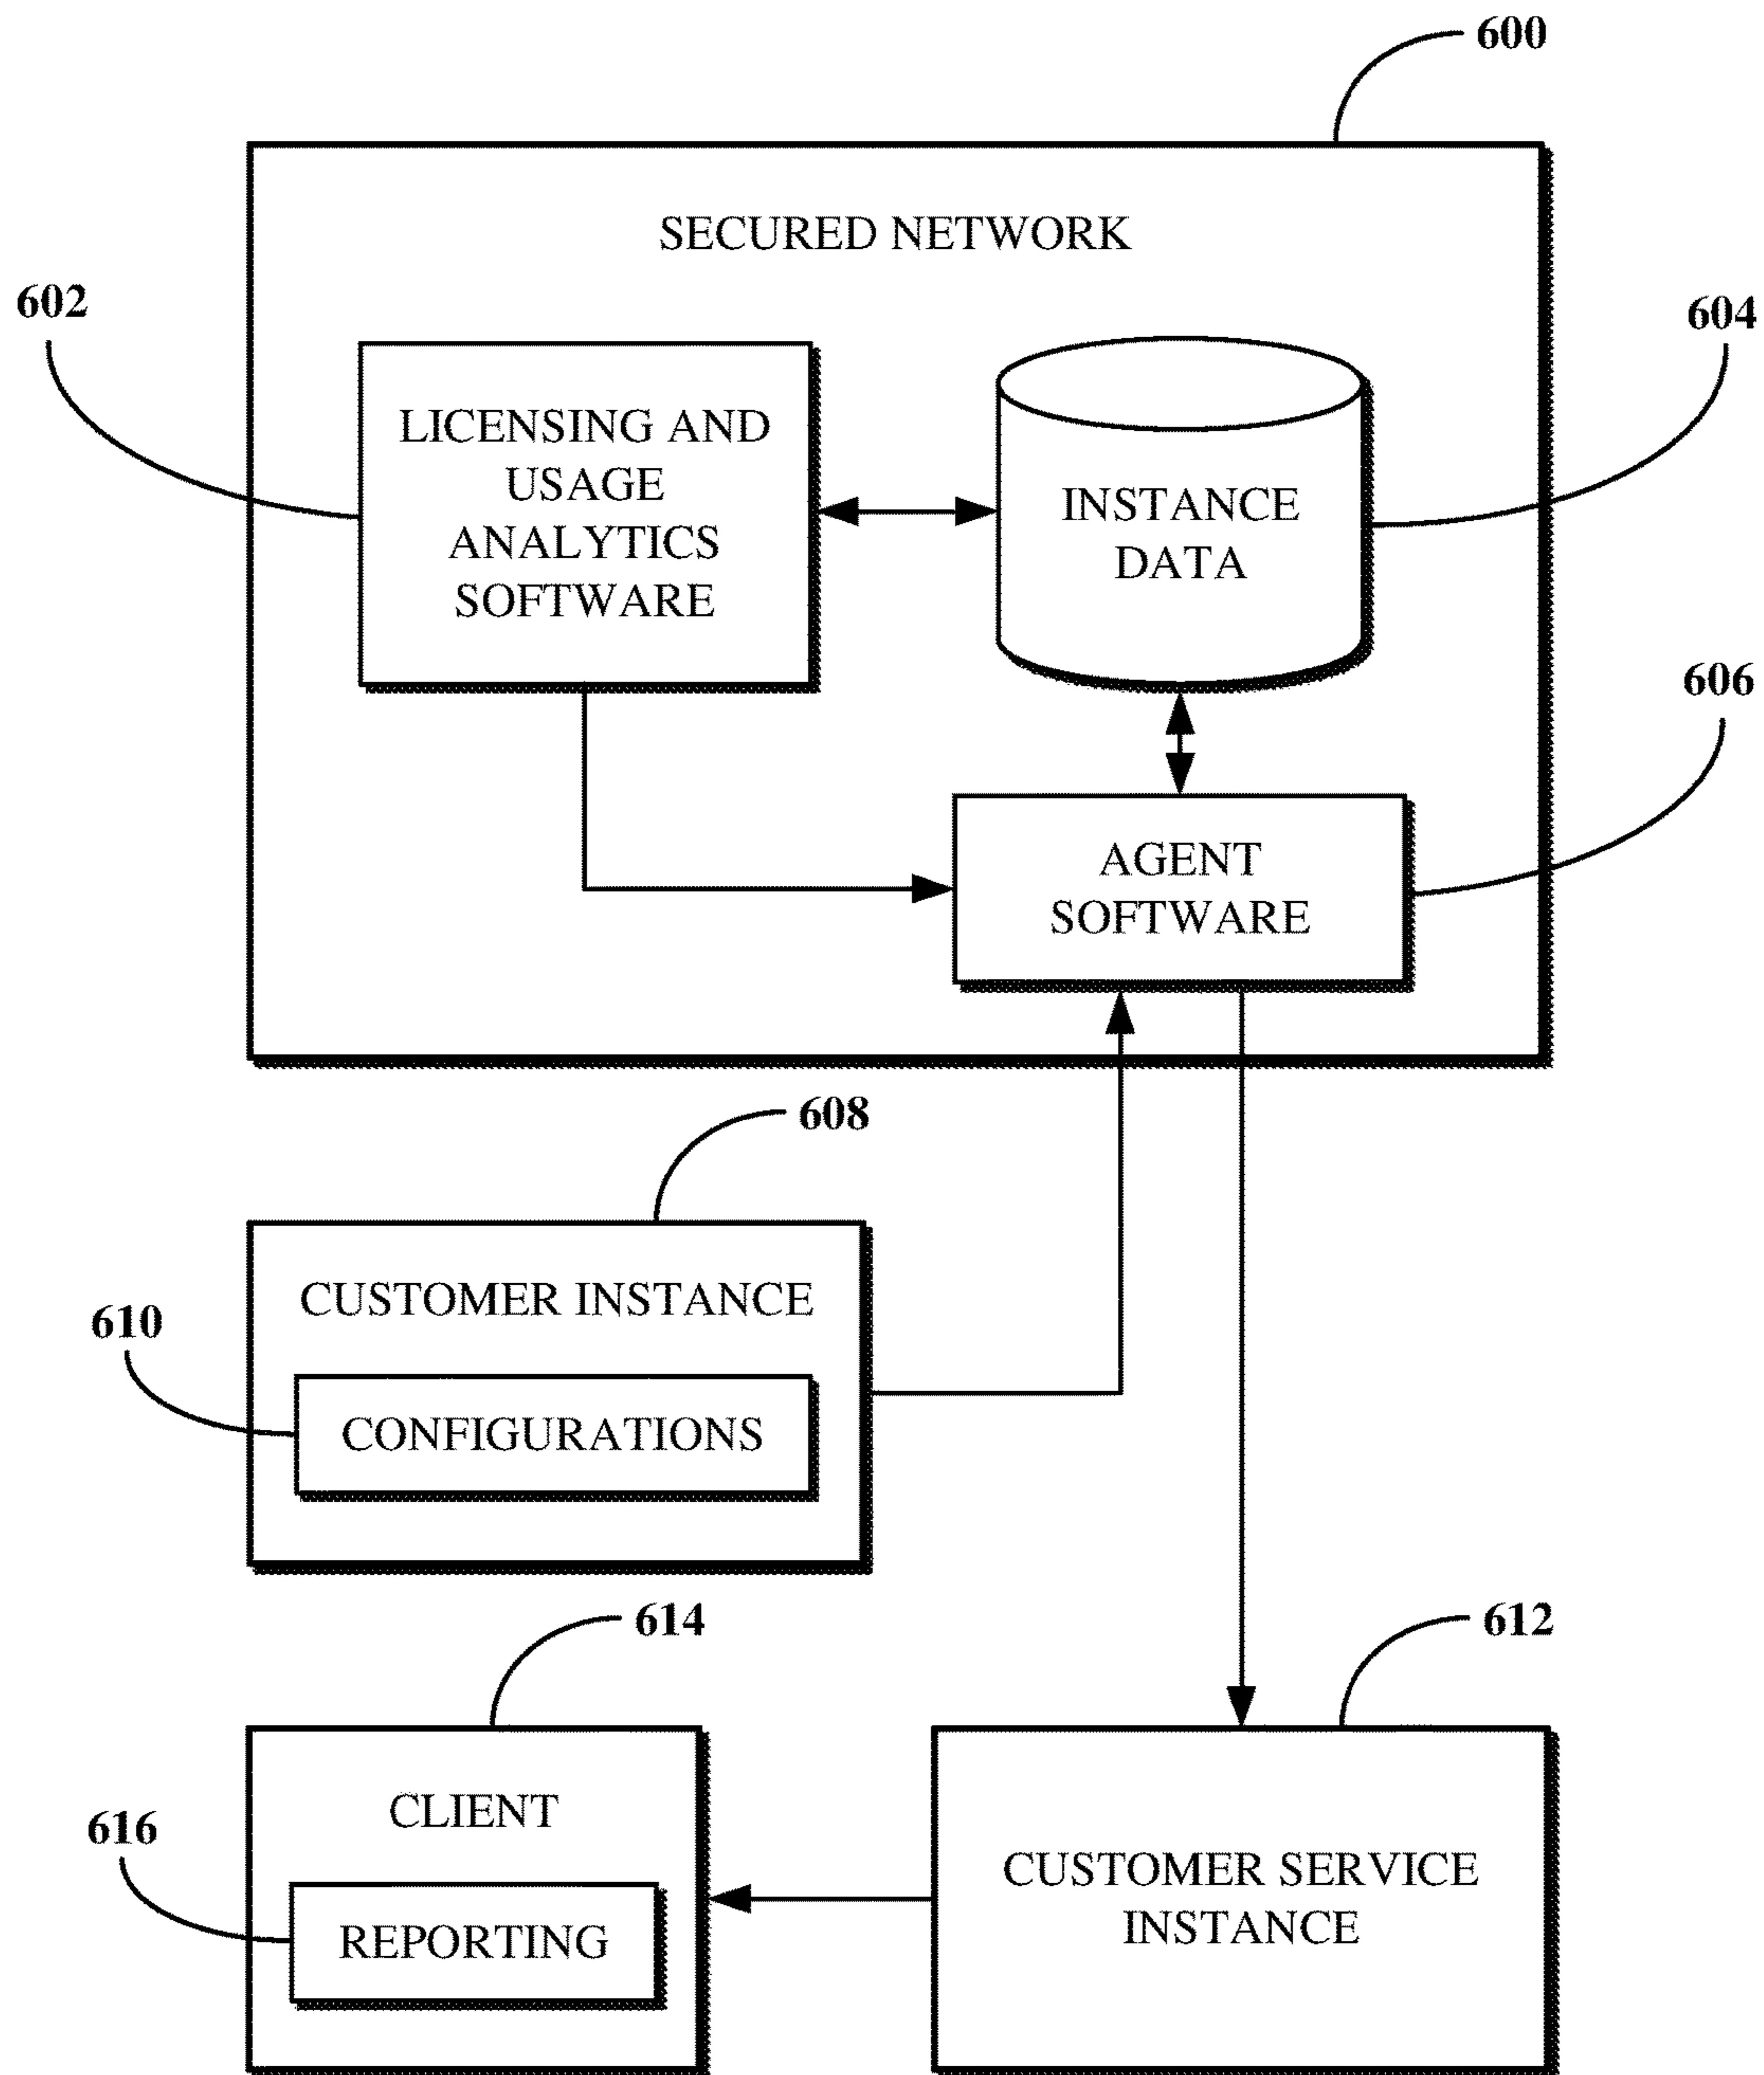 600
SECURED NETWORK
602
604
LICENSING AND
USAGE
ANALYTICS
SOFTWARE
INSTANCE
DATA
606
AGENT
SOFTWARE
608
CUSTOMER INSTANCE
610
CONFIGURATIONS
614
612
CLIENT
616
REPORTING
CUSTOMER SERVICE
INSTANCE